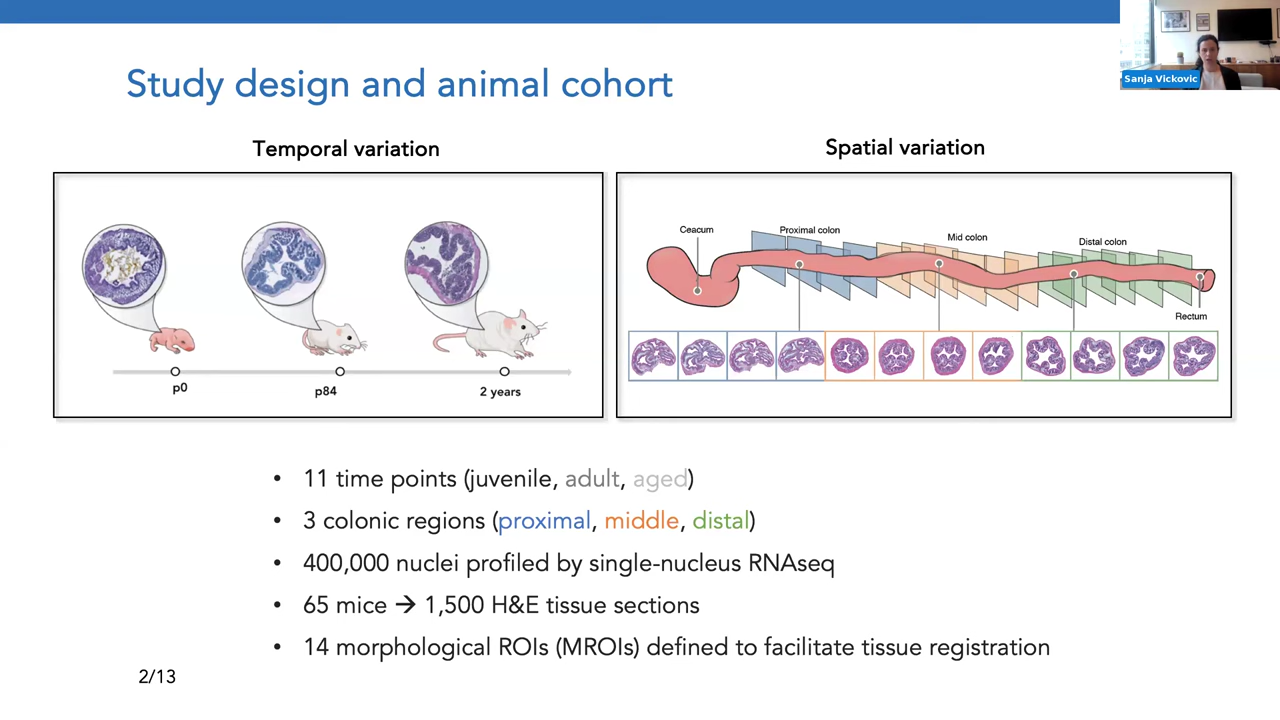 Sanja Vickovic
Study design and animal cohort
Temporal variation
p0
p84
2 years
Spatial variation
Ceacum
Proximal colon
Mid colon
Distal colon
Rectum
• 11 time points (juvenile, adult, aged)
• 3 colonic regions (proximal, middle, distal)
• 400,000 nuclei profiled by single-nucleus RNAseq
• 65 mice → 1,500 H&E tissue sections
• 14 morphological ROIs (MROIs) defined to facilitate tissue registration
2/13